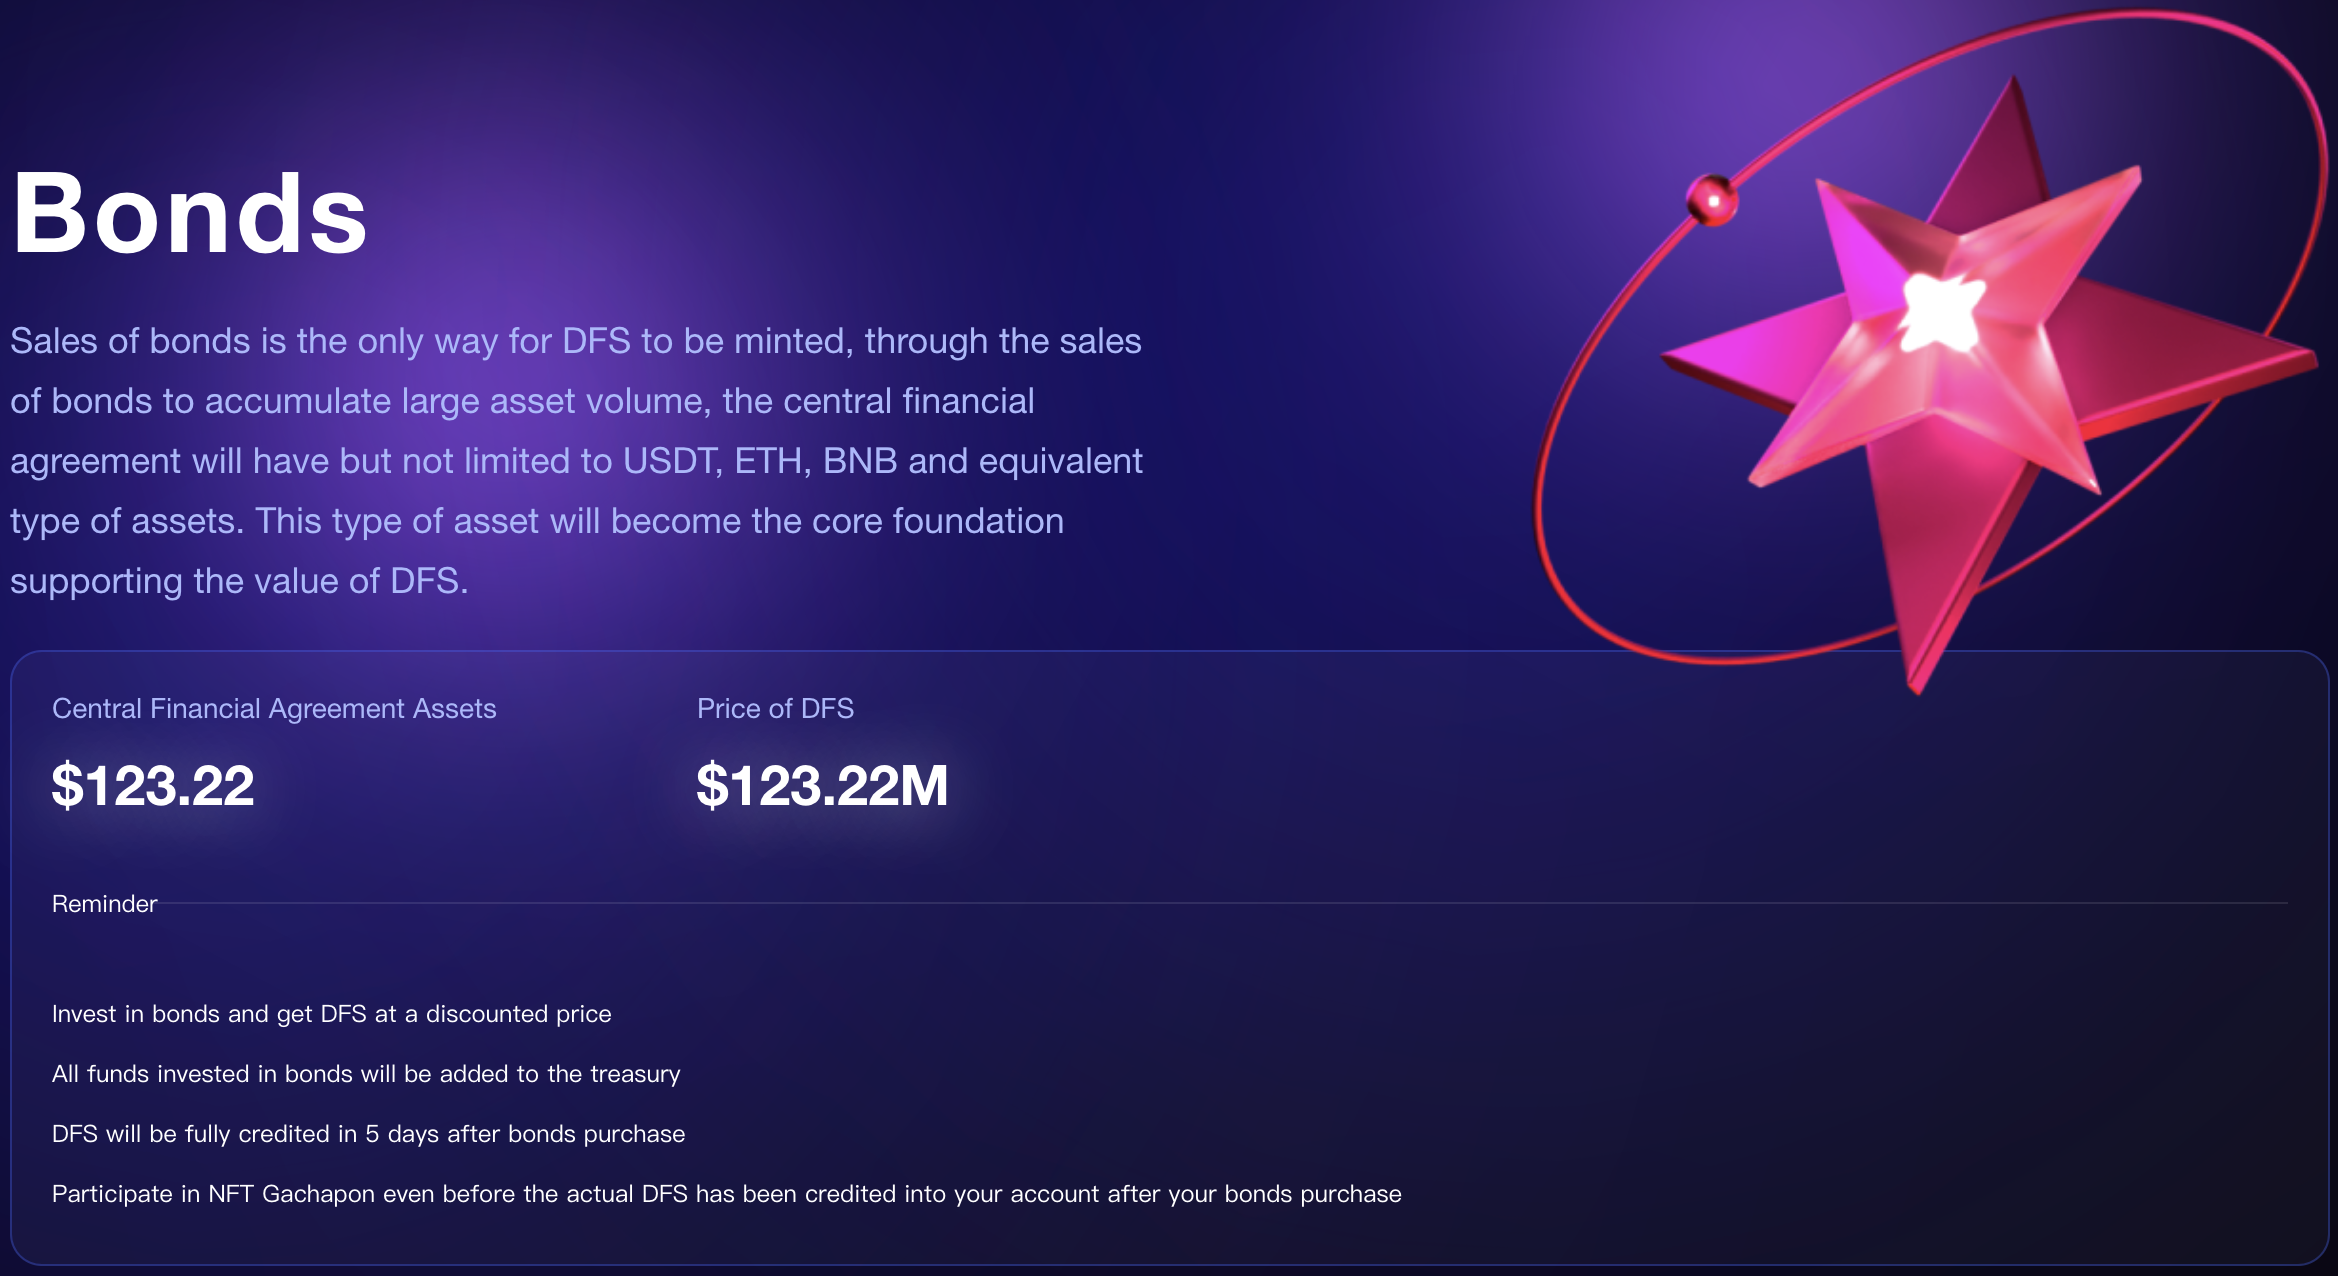 Bonds
Sales of bonds is the only way for DFS to be minted, through the sales
of bonds to accumulate large asset volume, the central financial
agreement will have but not limited to USDT, ETH, BNB and equivalent
type of assets. This type of asset will become the core foundation
supporting the value of DFS.
Central Financial Agreement Assets
Price of DFS
$123.22
$123.22M
Reminder
Invest in bonds and get DFS at a discounted price
All funds invested in bonds will be added to the treasury
DFS will be fully credited in 5 days after bonds purchase
Participate in NFT Gachapon even before the actual DFS has been credited into your account after your bonds purchase